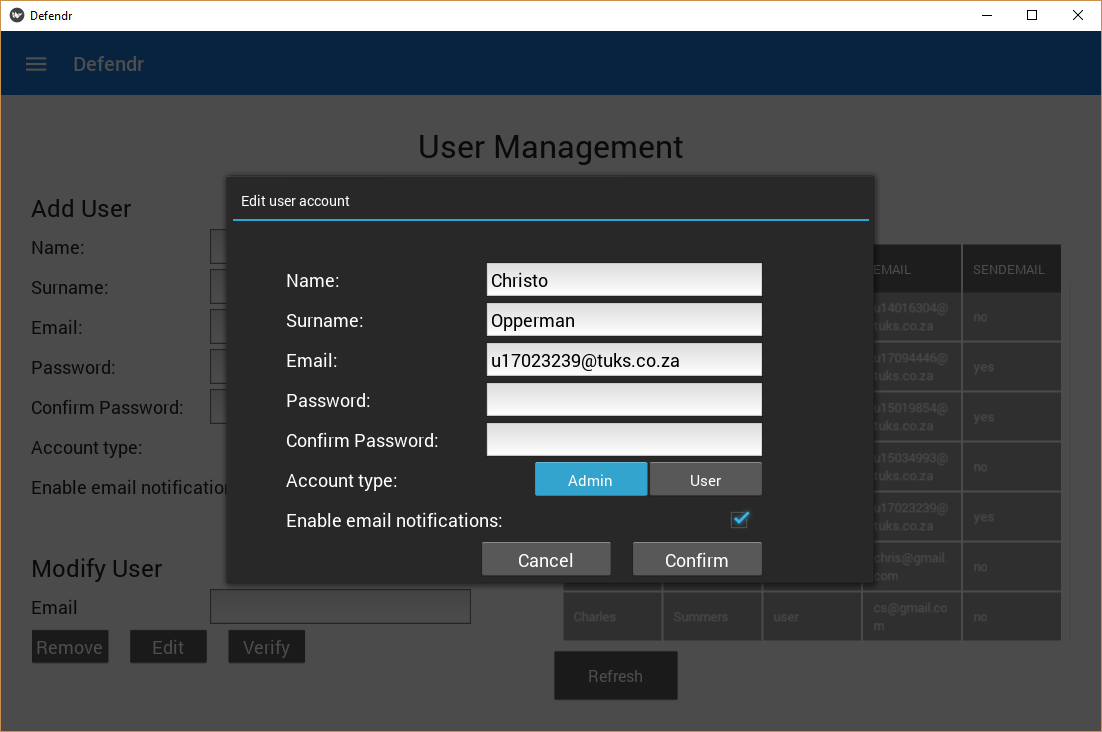 Defendr
Defendr
User Management
Add User
Name:
Surname:
Email:
Password:
Confirm Password:
Account type:
Enable email notification
Modify User
Email
Remove Edit Verify
Edit user account
Name: Christo
Surname: Opperman
Email: u17023239@tuks.co.za
Password:
Confirm Password:
Account type: Admin User
Enable email notifications:
Cancel Confirm
EMAIL SENDEMAIL
u14016304@
tuks.co.za
no
u17094446@
tuks.co.za
yes
u15019854@
tuks.co.za
yes
u15034993@
tuks.co.za
no
u17023239@
tuks.co.za
yes
chris@gmail.
com
no
Charles Summers user
cs@gmail.co
m
no
Refresh